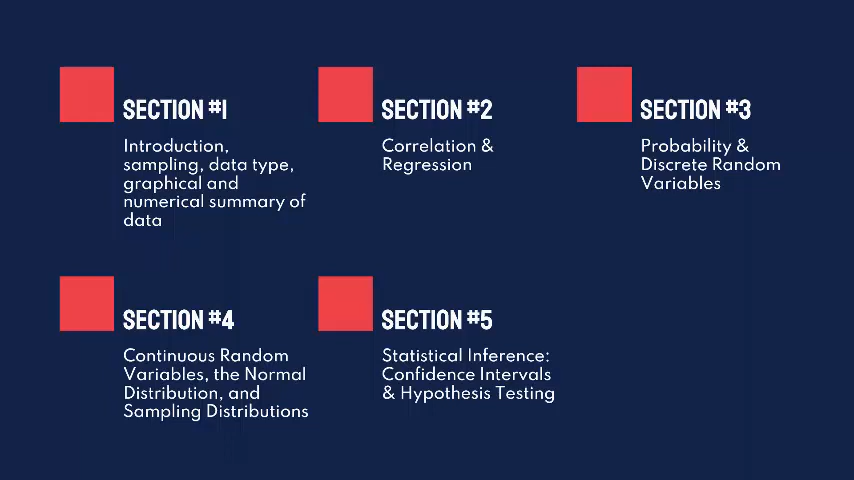 SECTION #1
Introduction,
sampling, data type,
graphical and
numerical summary of
data
SECTION #2
Correlation &
Regression
SECTION #3
Probability &
Discrete Random
Variables
SECTION #4
Continuous Random
Variables, the Normal
Distribution, and
Sampling Distributions
SECTION #5
Statistical Inference:
Confidence Intervals
& Hypothesis Testing